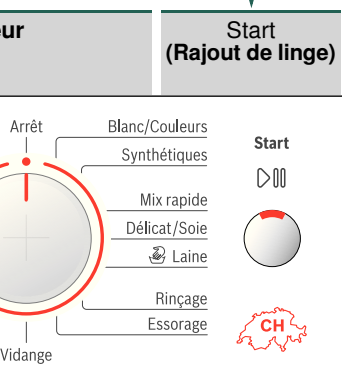 eur
Start
(Rajout de linge)
Arrêt
Blanc/Couleurs
Synthétiques
Mix rapide
Délicat/Soie
Laine
Rinçage
Essorage
Vidange
Start
CH